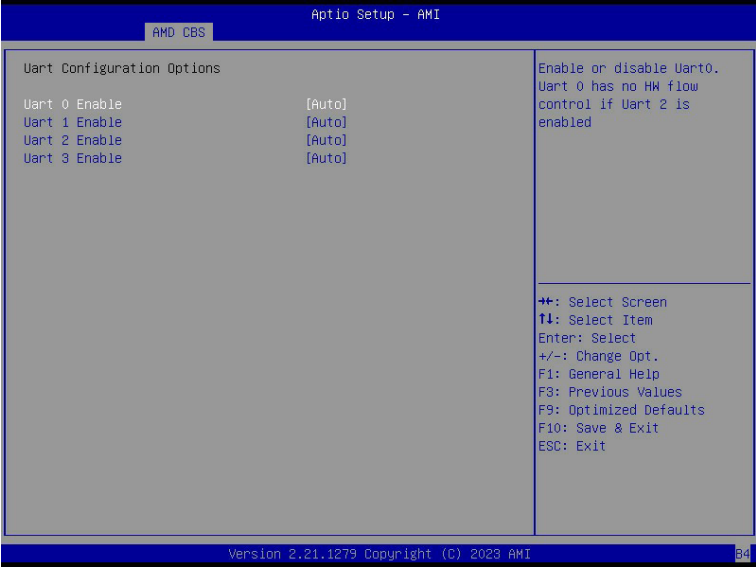 Aptio Setup - AMI
AMD CBS
Uart Configuration Options
Uart 0 Enable [Auto]
Uart 1 Enable [Auto]
Uart 2 Enable [Auto]
Uart 3 Enable [Auto]
Enable or disable Uart0.
Uart 0 has no HW flow
control if Uart 2 is
enabled
→←: Select Screen
↑↓: Select Item
Enter: Select
+/-: Change Opt.
F1: General Help
F3: Previous Values
F9: Optimized Defaults
F10: Save & Exit
ESC: Exit
Version 2.21.1279 Copyright (C) 2023 AMI
B4